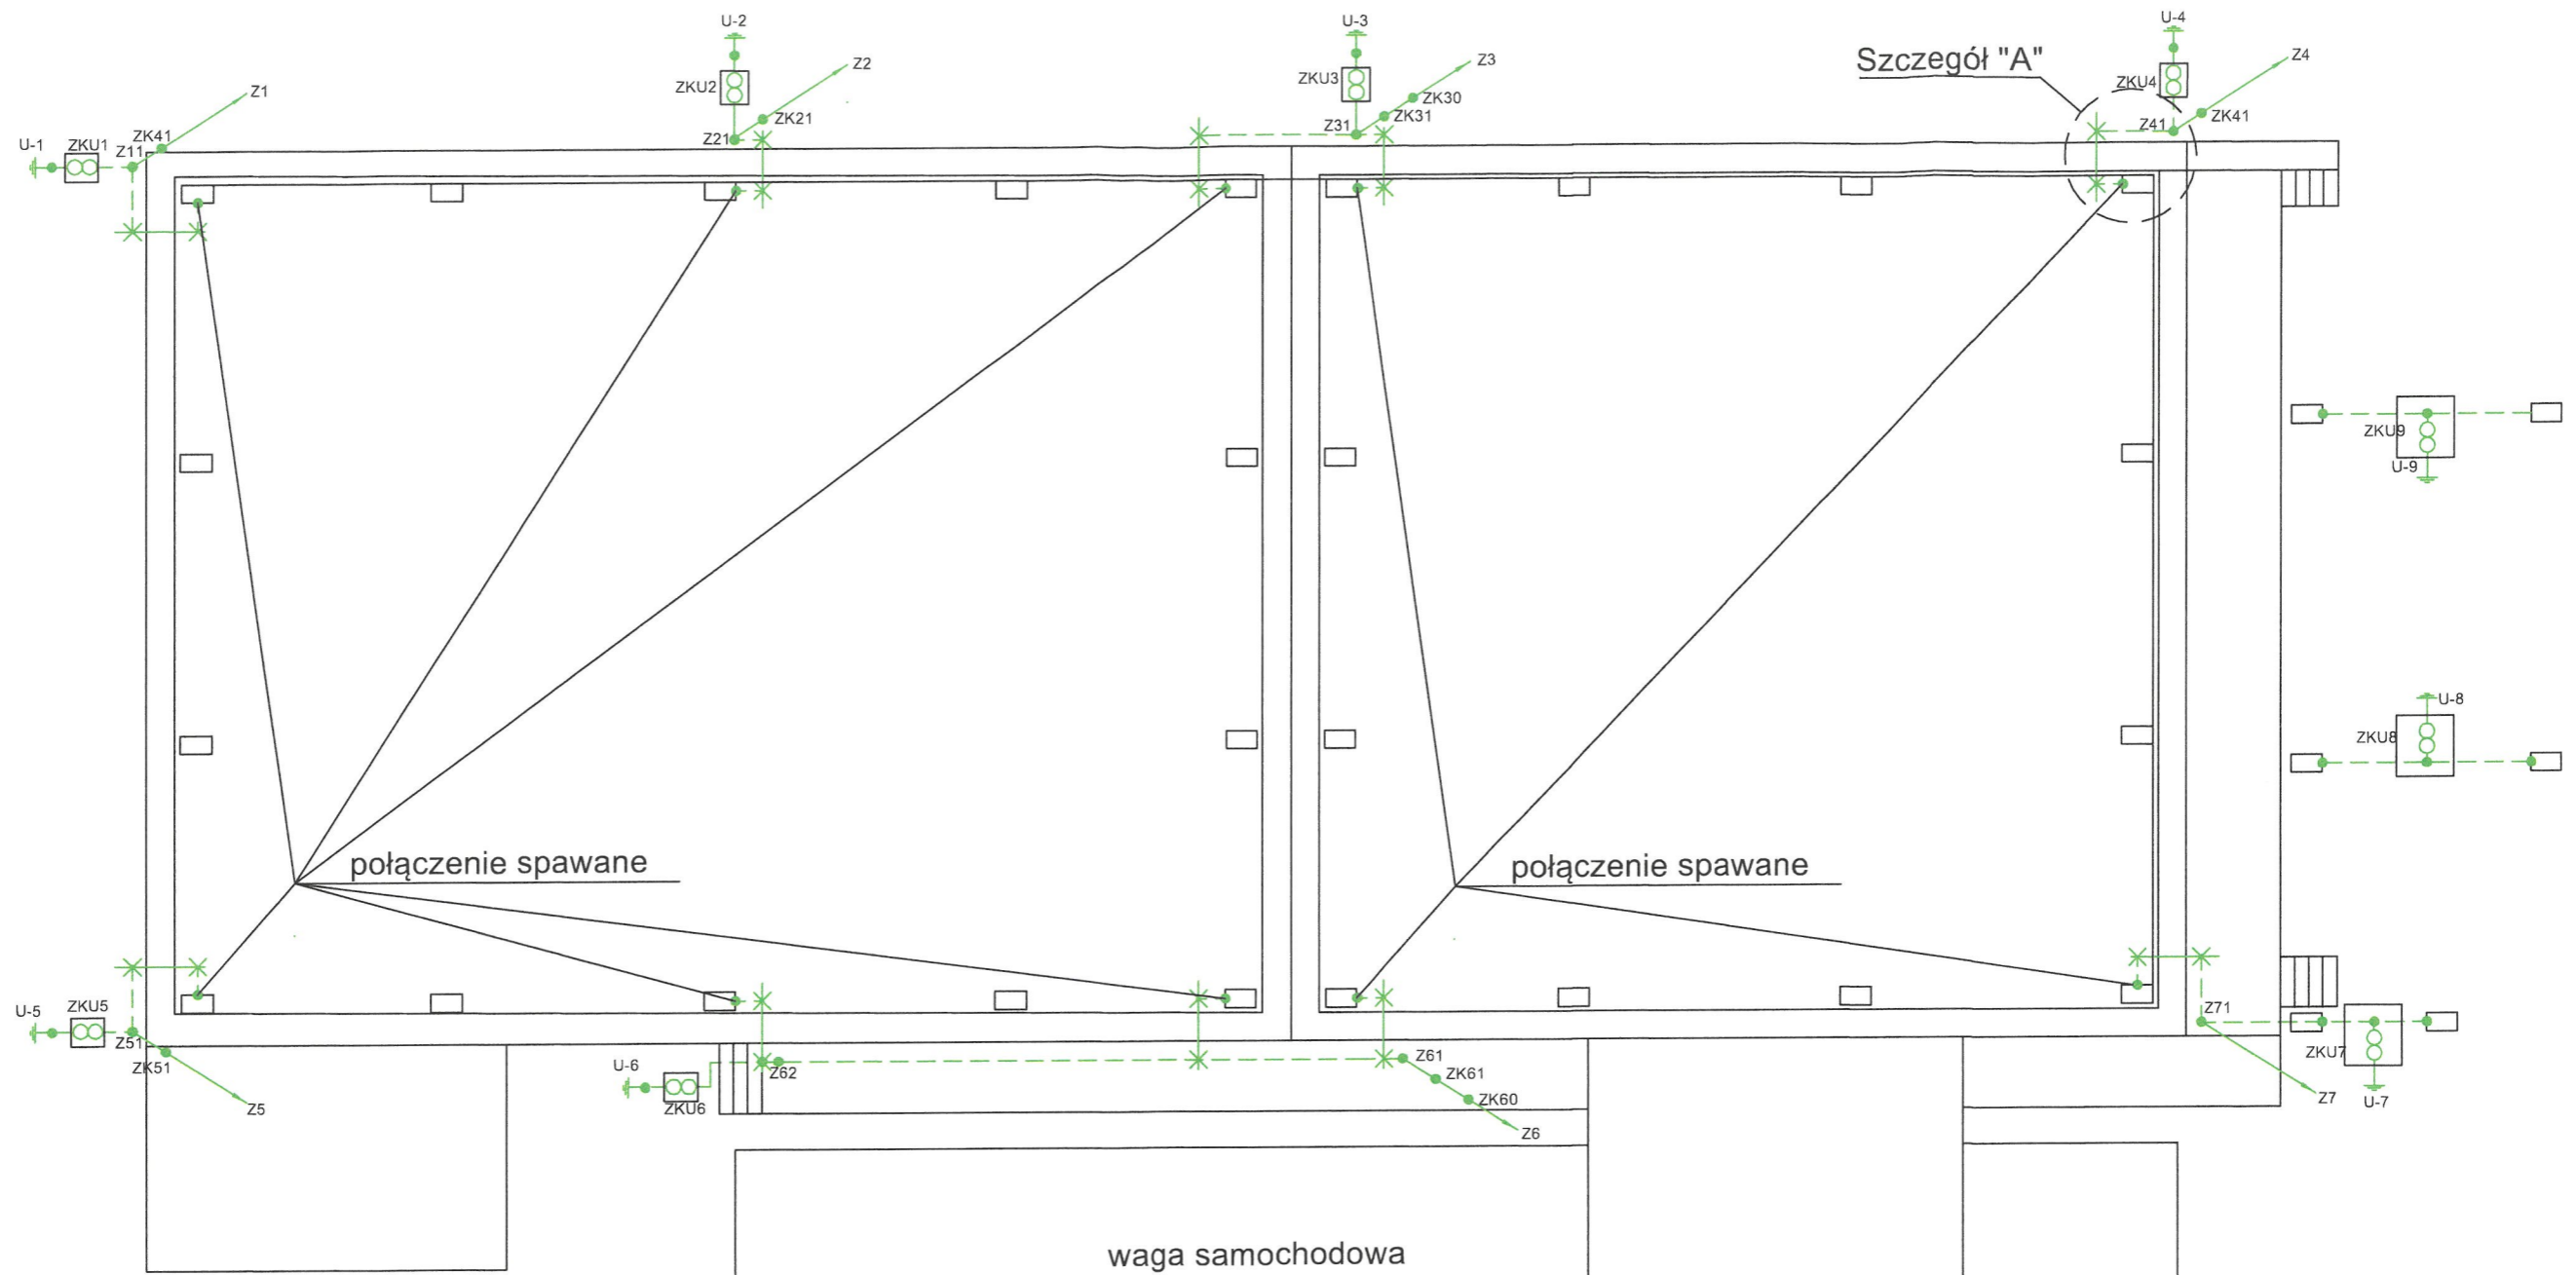 U-2
U-3
U-4
Szczegół "A"
Z2
Z3
Z4
ZKU2
ZKU3
ZKU4
Z1
ZK30
ZK21
ZK31
ZK41
ZK41
Z21
Z31
Z41
U-1
ZKU1
Z11
ZKU9
U-9
U-8
ZKU8
połączenie spawane
połączenie spawane
U-5
ZKU5
Z51
ZK51
Z5
Z71
ZKU7
U-7
Z7
U-6
ZKU6
Z62
Z61
ZK61
ZK60
Z6
waga samochodowa